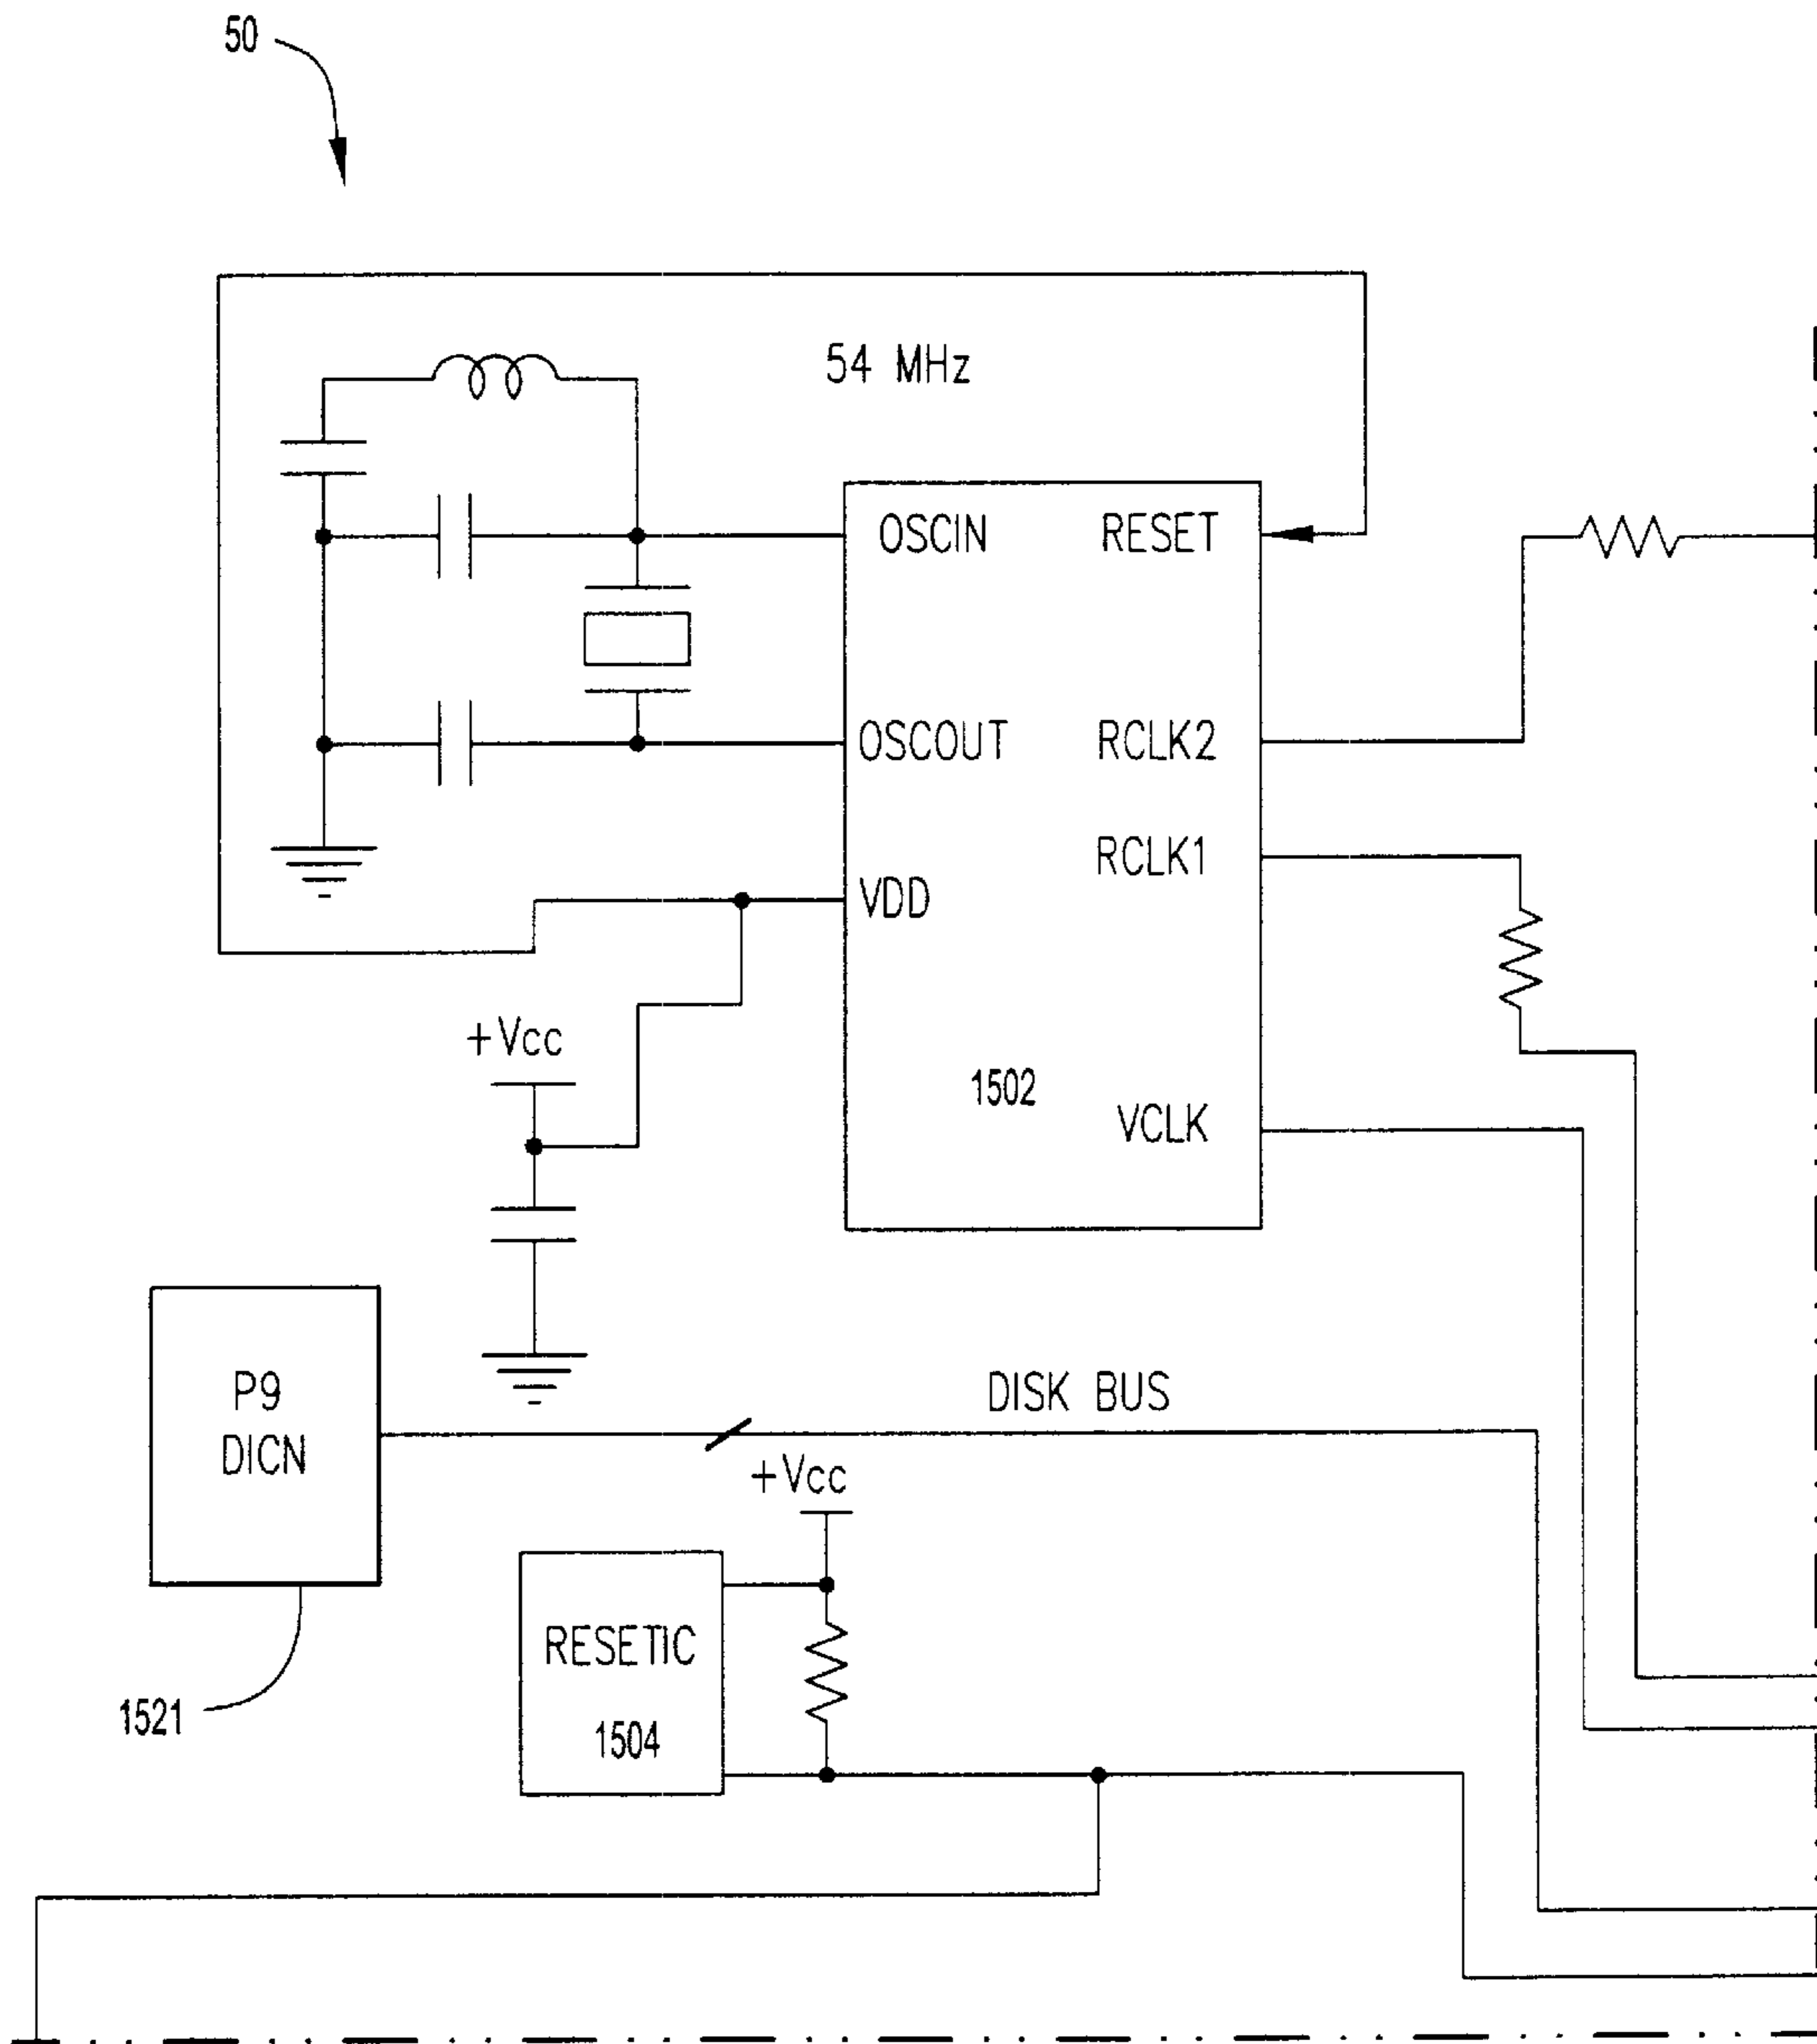 50
54 MHz
OSCIN RESET
OSCOUT RCLK2
RCLK1
VDD
+Vcc
1502
VCLK
P9
DICN
DISK BUS
+Vcc
RESETIC
1504
1521